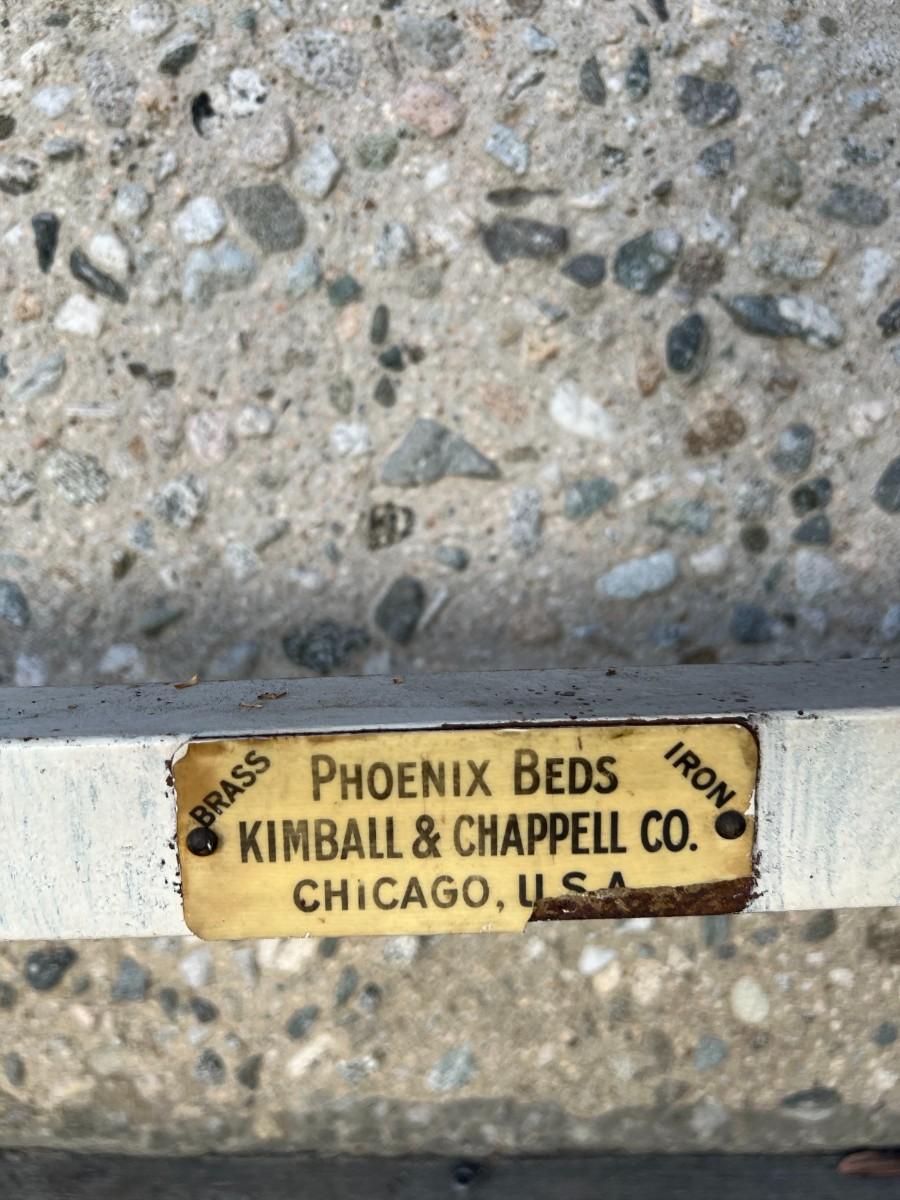 BRASS
PHOENIX BEDS
IRON
KIMBALL & CHAPPELL CO.
CHICAGO, U.S.A